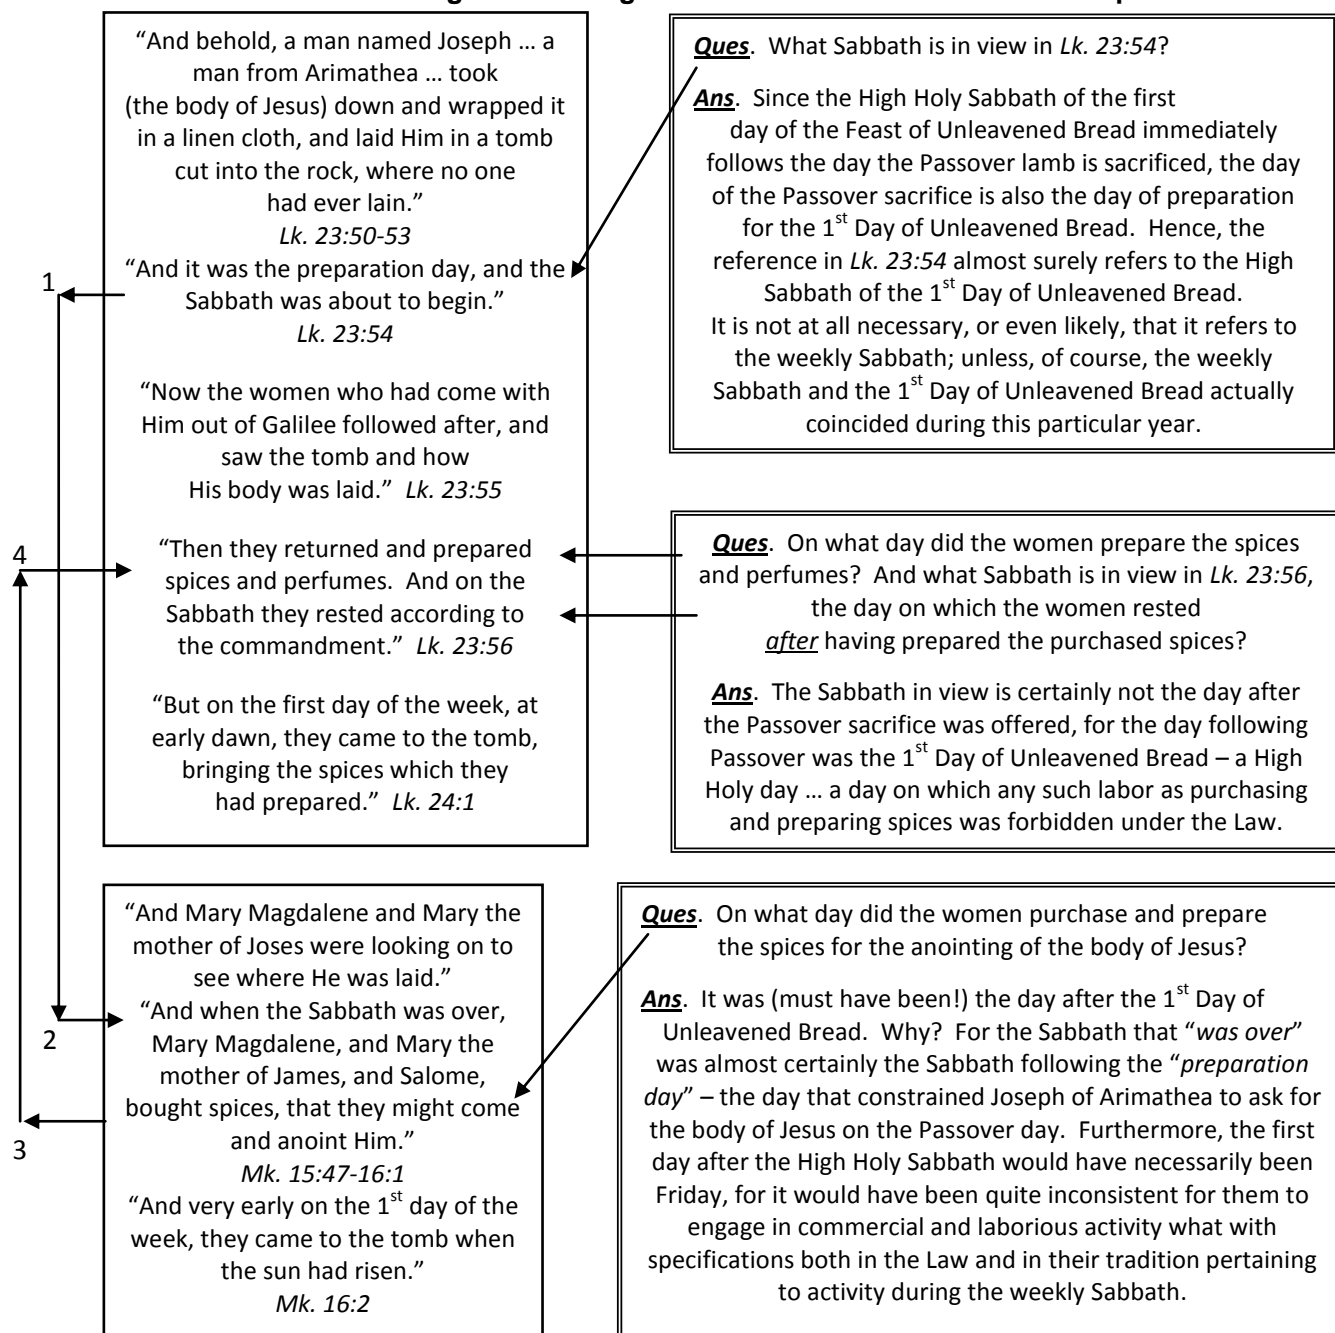 “And behold, a man named Joseph … a
man from Arimathea … took
(the body of Jesus) down and wrapped it
in a linen cloth, and laid Him in a tomb
cut into the rock, where no one
had ever lain.”
Lk. 23:50-53
“And it was the preparation day, and the
Sabbath was about to begin.”
Lk. 23:54
“Now the women who had come with
Him out of Galilee followed after, and
saw the tomb and how
His body was laid.” Lk. 23:55
“Then they returned and prepared
spices and perfumes. And on the
Sabbath they rested according to
the commandment.” Lk. 23:56
“But on the first day of the week, at
early dawn, they came to the tomb,
bringing the spices which they
had prepared.” Lk. 24:1
Ques. What Sabbath is in view in Lk. 23:54?
Ans. Since the High Holy Sabbath of the first
day of the Feast of Unleavened Bread immediately
follows the day the Passover lamb is sacrificed, the day
of the Passover sacrifice is also the day of preparation
for the 1st Day of Unleavened Bread. Hence, the
reference in Lk. 23:54 almost surely refers to the High
Sabbath of the 1st Day of Unleavened Bread.
It is not at all necessary, or even likely, that it refers to
the weekly Sabbath; unless, of course, the weekly
Sabbath and the 1st Day of Unleavened Bread actually
coincided during this particular year.
Ques. On what day did the women prepare the spices
and perfumes? And what Sabbath is in view in Lk. 23:56,
the day on which the women rested
after having prepared the purchased spices?
Ans. The Sabbath in view is certainly not the day after
the Passover sacrifice was offered, for the day following
Passover was the 1st Day of Unleavened Bread – a High
Holy day … a day on which any such labor as purchasing
and preparing spices was forbidden under the Law.
1
4
2
3
“And Mary Magdalene and Mary the
mother of Joses were looking on to
see where He was laid.”
“And when the Sabbath was over,
Mary Magdalene, and Mary the
mother of James, and Salome,
bought spices, that they might come
and anoint Him.”
Mk. 15:47-16:1
“And very early on the 1st day of the
week, they came to the tomb when
the sun had risen.”
Mk. 16:2
Ques. On what day did the women purchase and prepare
the spices for the anointing of the body of Jesus?
Ans. It was (must have been!) the day after the 1st Day of
Unleavened Bread. Why? For the Sabbath that “was over”
was almost certainly the Sabbath following the “preparation
day” – the day that constrained Joseph of Arimathea to ask for
the body of Jesus on the Passover day. Furthermore, the first
day after the High Holy Sabbath would have necessarily been
Friday, for it would have been quite inconsistent for them to
engage in commercial and laborious activity what with
specifications both in the Law and in their tradition pertaining
to activity during the weekly Sabbath.